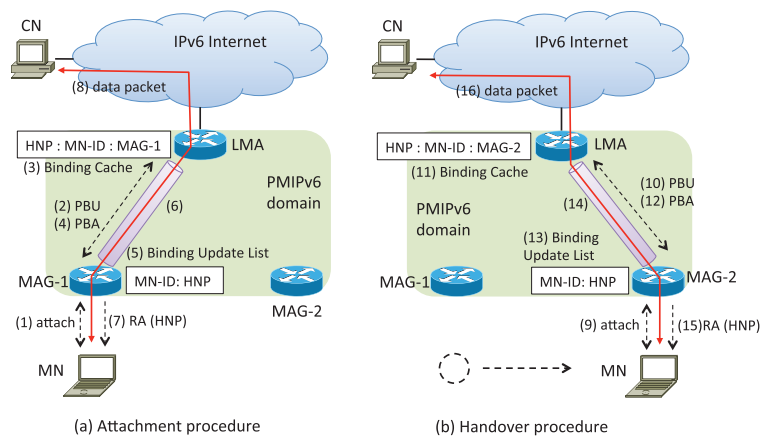 CN
IPv6 Internet
(8) data packet
HNP : MN-ID : MAG-1
LMA
(3) Binding Cache
PMIPv6
domain
(2) PBU
(4) PBA
(6)
(5) Binding Update List
MAG-1
MN-ID: HNP
MAG-2
(1) attach
(7) RA (HNP)
MN
(a) Attachment procedure
CN
IPv6 Internet
(16) data packet
HNP : MN-ID : MAG-2
LMA
(11) Binding Cache
(10) PBU
(12) PBA
(14)
PMIPv6
domain
(13) Binding
Update List
MAG-1
MN-ID: HNP
MAG-2
(9) attach
(15)RA (HNP)
MN
(b) Handover procedure